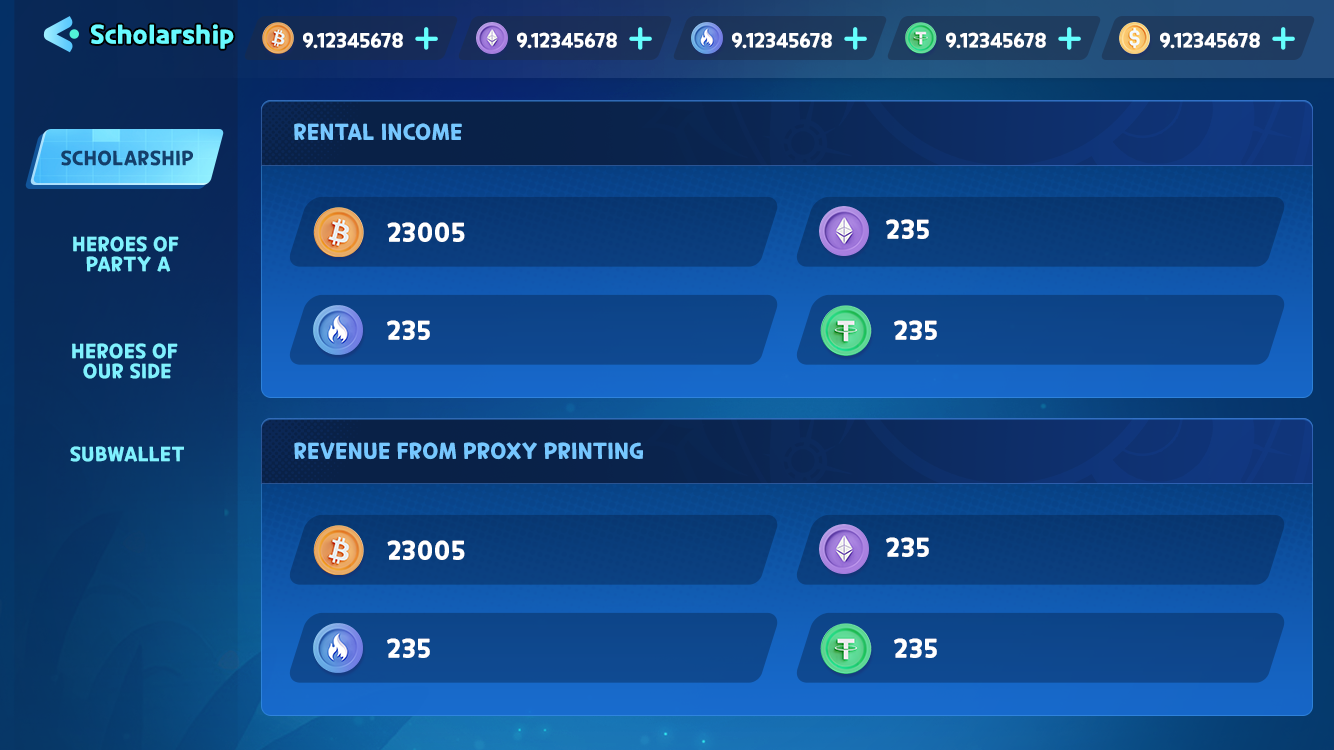 Scholarship
9.12345678
9.12345678
9.12345678
9.12345678
9.12345678
SCHOLARSHIP
HEROES OF
PARTY A
HEROES OF
OUR SIDE
SUBWALLET
RENTAL INCOME
23005
235
235
235
REVENUE FROM PROXY PRINTING
23005
235
235
235